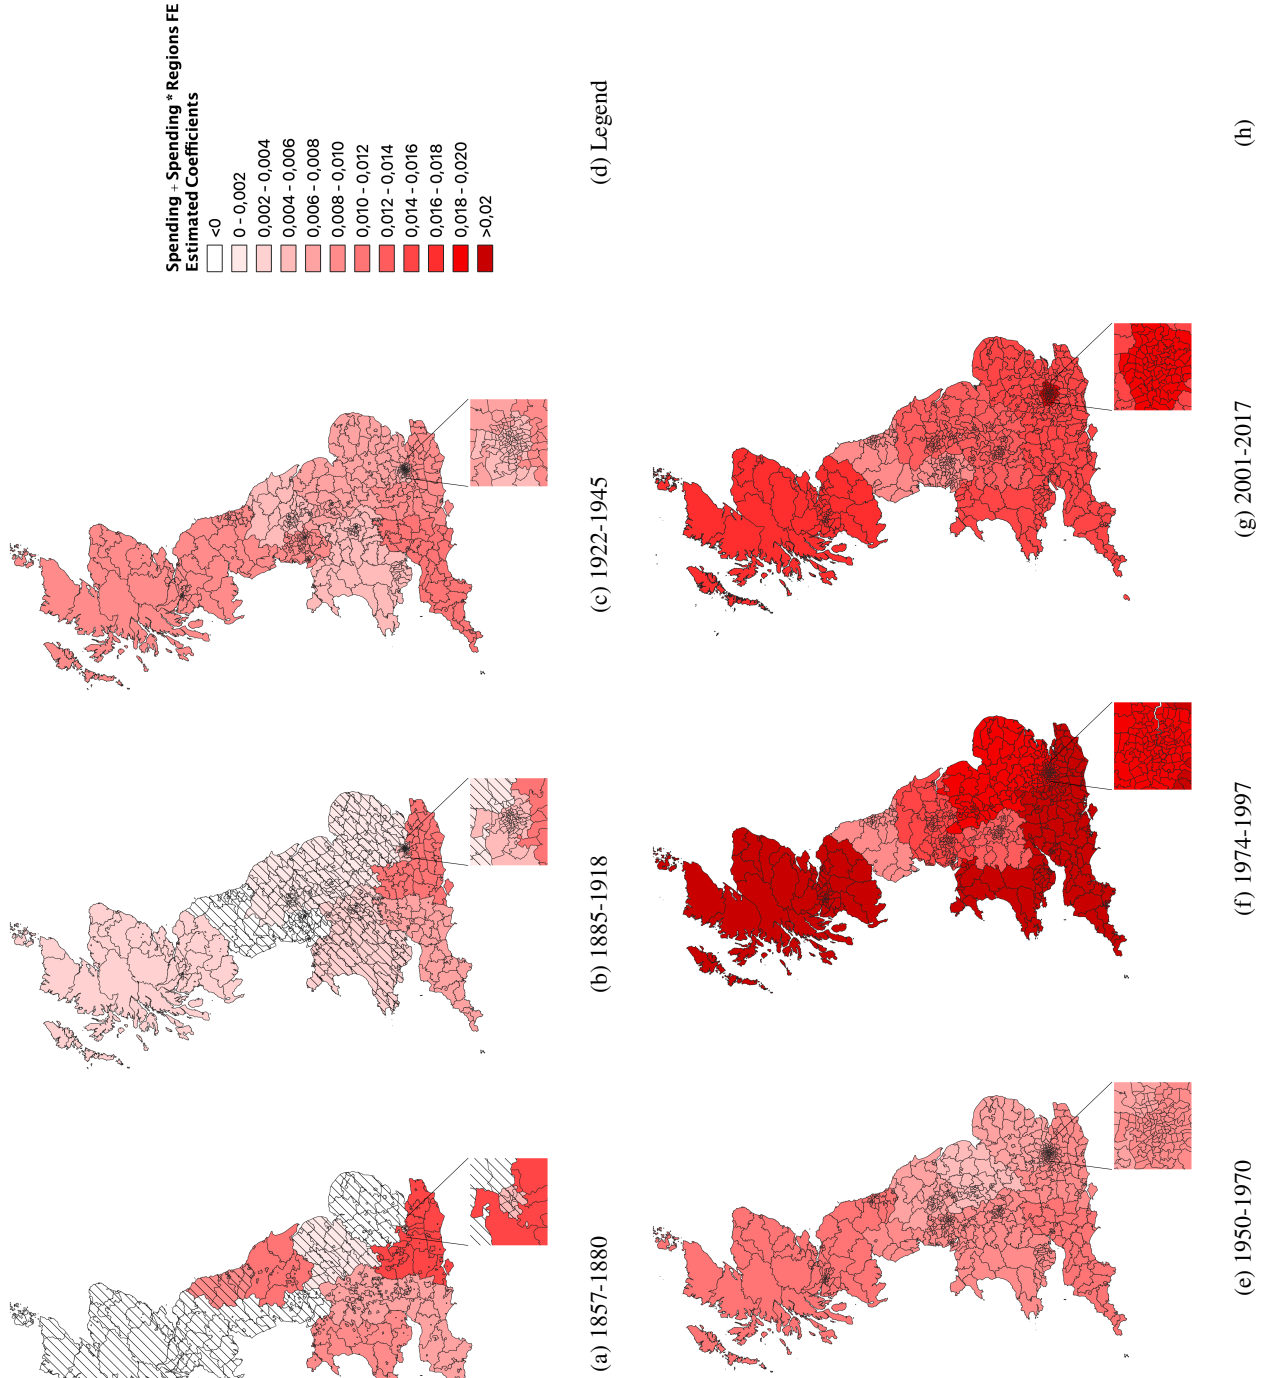 (a) 1857-1880
(b) 1885-1918
(c) 1922-1945
Spending + Spending * Regions FE
Estimated Coefficients
<0
0 - 0,002
0,002 - 0,004
0,004 - 0,006
0,006 - 0,008
0,008 - 0,010
0,010 - 0,012
0,012 - 0,014
0,014 - 0,016
0,016 - 0,018
0,018 - 0,020
>0,02
(d) Legend
(e) 1950-1970
(f) 1974-1997
(g) 2001-2017
(h)